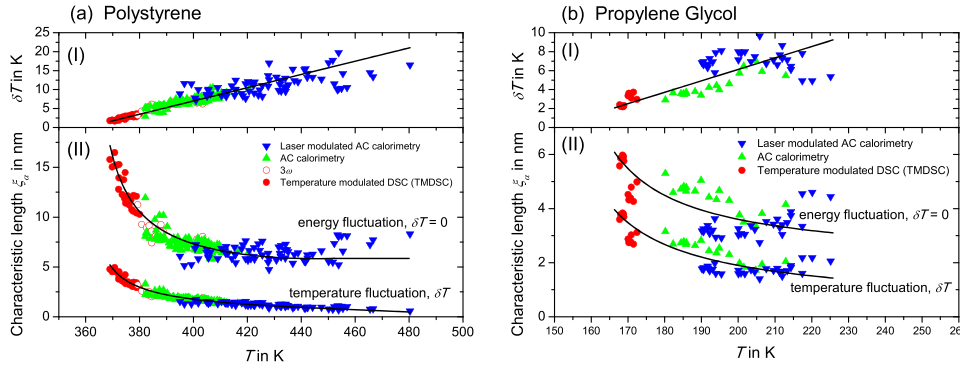 (a) Polystyrene
(I)
δT in K
25
20
15
10
5
0
(II)
Characteristic length ξα in nm
15
10
5
0
Laser modulated AC calorimetry
AC calorimetry
3ω
Temperature modulated DSC (TMDSC)
energy fluctuation, δT = 0
temperature fluctuation, δT
360 380 400 420 440 460 480 500
T in K
(b) Propylene Glycol
(I)
δT in K
10
8
6
4
2
0
(II)
Characteristic length ξα in nm
6
4
2
0
Laser modulated AC calorimetry
AC calorimetry
Temperature modulated DSC (TMDSC)
energy fluctuation, δT = 0
temperature fluctuation, δT
150 160 170 180 190 200 210 220 230 240 250 260
T in K